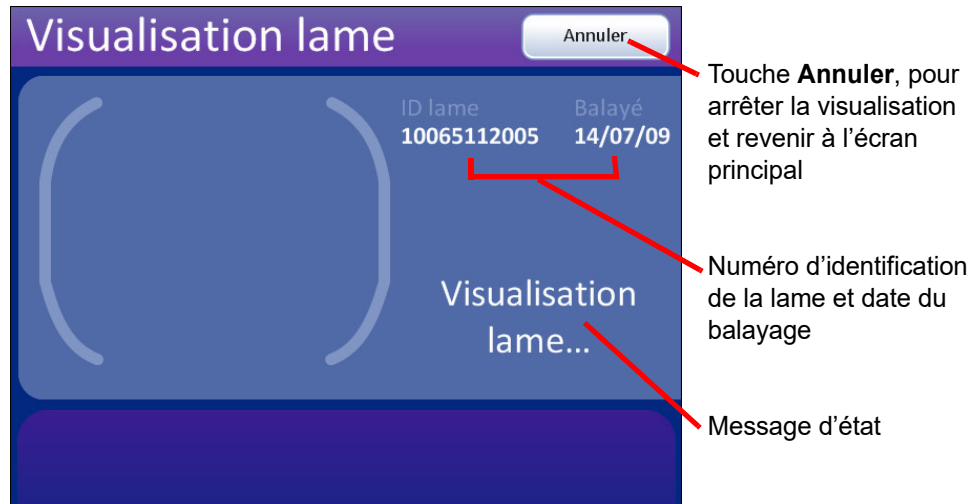 Visualisation lame
Annuler
ID lame
Balayé
10065112005
14/07/09
Visualisation
lame...
Touche Annuler, pour
arrêter la visualisation
et revenir à l’écran
principal
Numéro d’identification
de la lame et date du
balayage
Message d’état